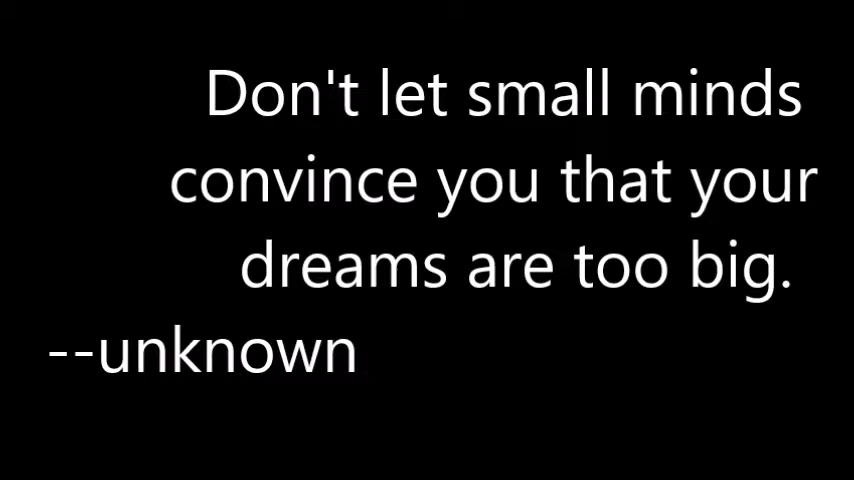 Don't let small minds
convince you that your
dreams are too big.
--unknown